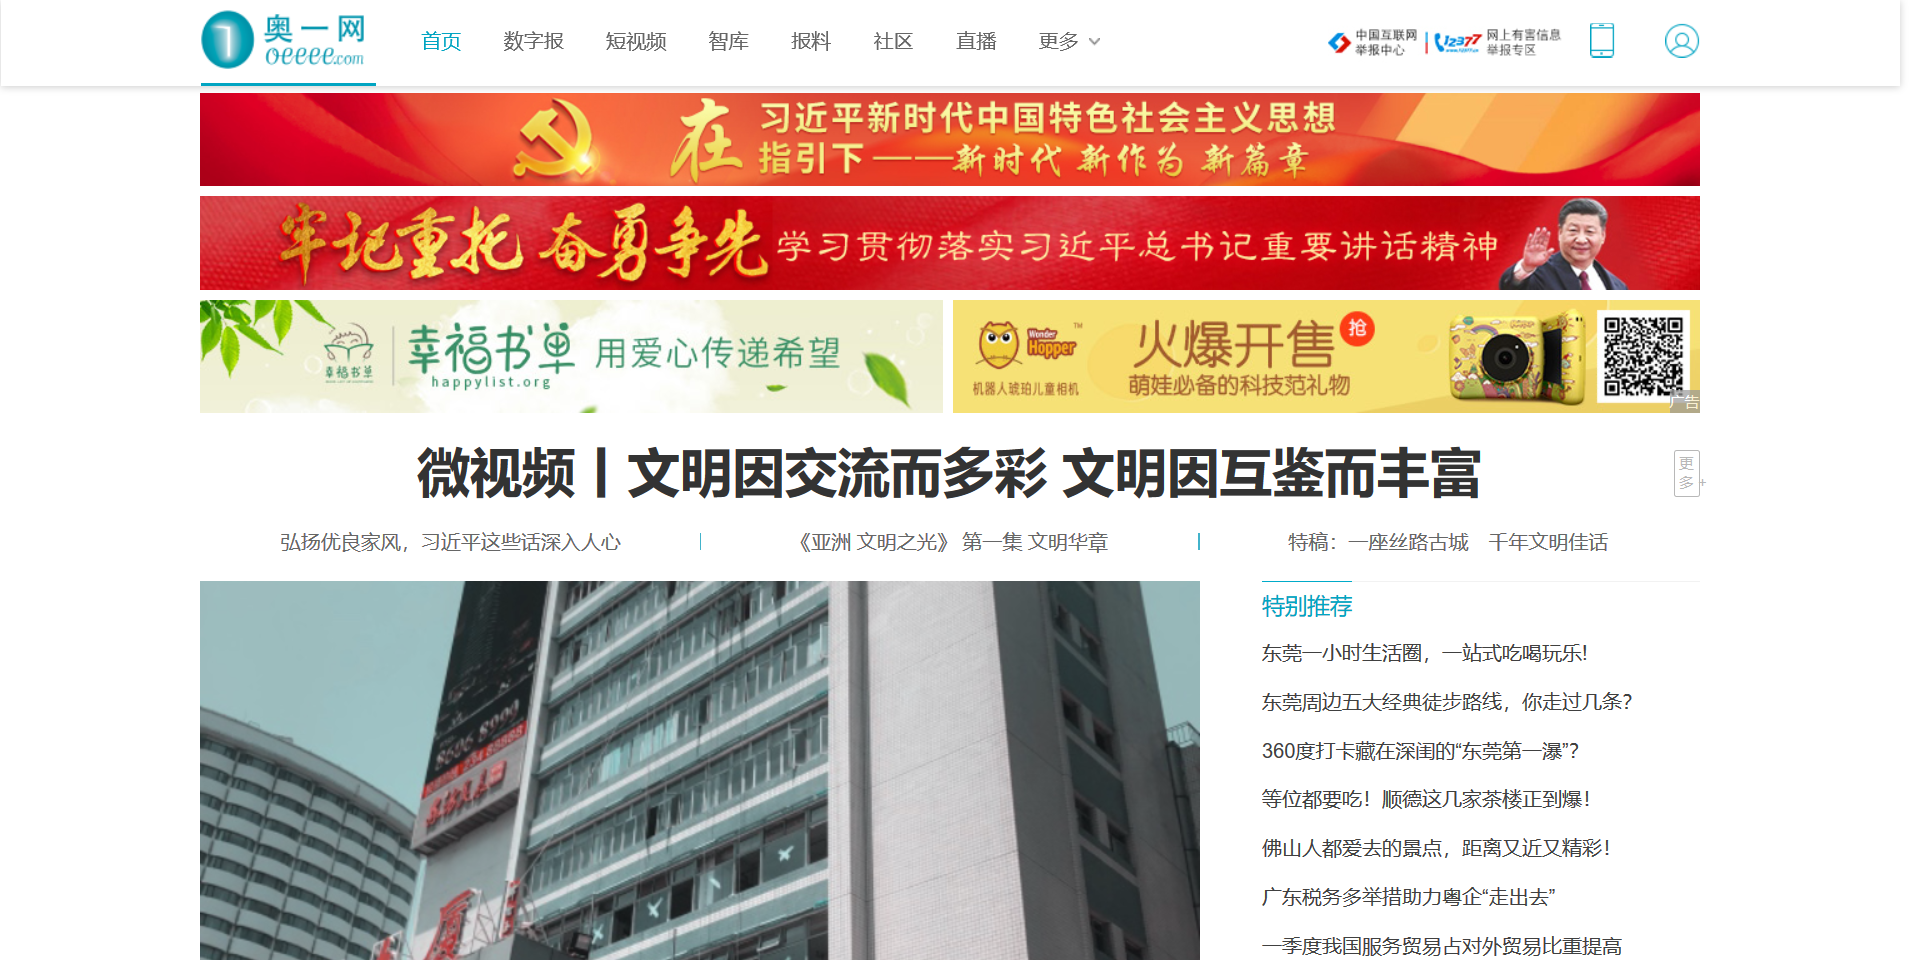 奥一网
oeeee.com
首页 数字报 短视频 智库 报料 社区 直播 更多
中国互联网
举报中心
12377
www.12377.cn
网上有害信息
举报专区
在
习近平新时代中国特色社会主义思想
指引下——新时代 新作为 新篇章
牢记重托 奋勇争先 学习贯彻落实习近平总书记重要讲话精神
幸福书单
幸福书单
happylist.org
用爱心传递希望
Wonder
Hopper
TM
机器人琥珀儿童相机
火爆开售
抢
萌娃必备的科技范礼物
广告
微视频丨文明因交流而多彩 文明因互鉴而丰富
更多+
弘扬优良家风，习近平这些话深入人心
《亚洲 文明之光》 第一集 文明华章
特稿：一座丝路古城 千年文明佳话
特别推荐
东莞一小时生活圈，一站式吃喝玩乐!
东莞周边五大经典徒步路线，你走过几条?
360度打卡藏在深闺的“东莞第一瀑”?
等位都要吃！顺德这几家茶楼正到爆！
佛山人都爱去的景点，距离又近又精彩！
广东税务多举措助力粤企“走出去”
一季度我国服务贸易占对外贸易比重提高